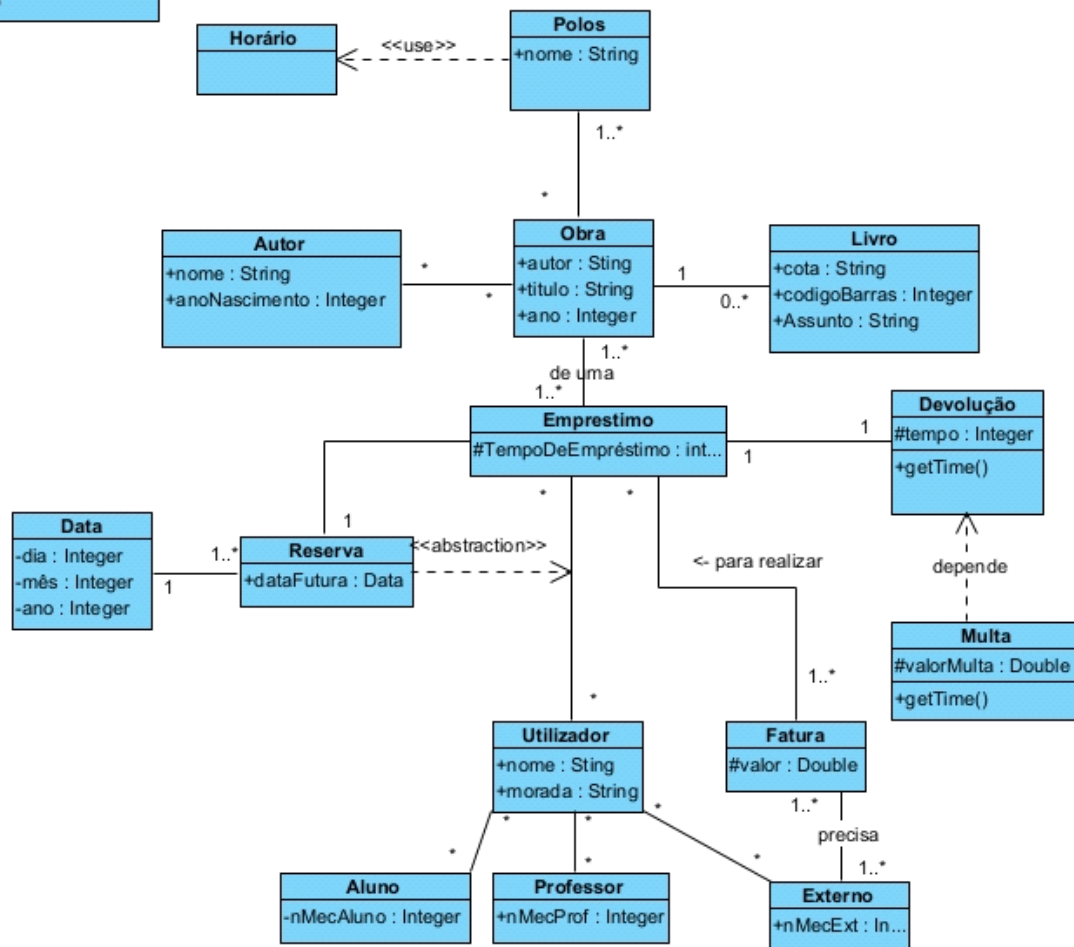 Horário
<<use>>
Polos
+nome : String
1..*
*
Autor
+nome : String
+anoNascimento : Integer
*
*
Obra
+autor : Sting
+titulo : String
+ano : Integer
1
0..*
Livro
+cota : String
+codigoBarras : Integer
+Assunto : String
1..*
de uma
1..*
Emprestimo
#TempoDeEmpréstimo : int...
1
1
Devolução
#tempo : Integer
+getTime()
*
*
Data
-dia : Integer
-mês : Integer
-ano : Integer
1
1..*
1
Reserva
+dataFutura : Data
<<abstraction>>
<- para realizar
depende
Multa
#valorMulta : Double
+getTime()
1..*
*
Utilizador
+nome : Sting
+morada : String
Fatura
#valor : Double
1..*
precisa
1..*
*
*
*
*
*
*
Aluno
-nMecAluno : Integer
Professor
+nMecProf : Integer
Externo
+nMecExt : In...